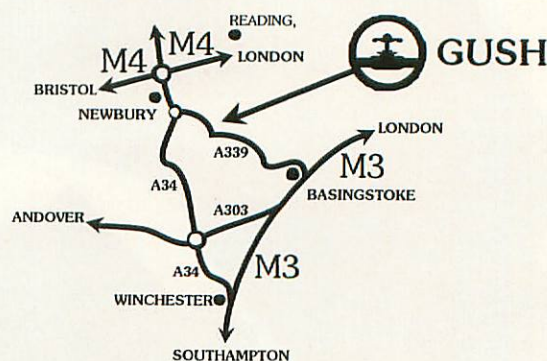 READING,
M4
M4
LONDON
GUSH
BRISTOL
NEWBURY
LONDON
A339
M3
A34
BASINGSTOKE
A303
ANDOVER
A34
M3
WINCHESTER
SOUTHAMPTON